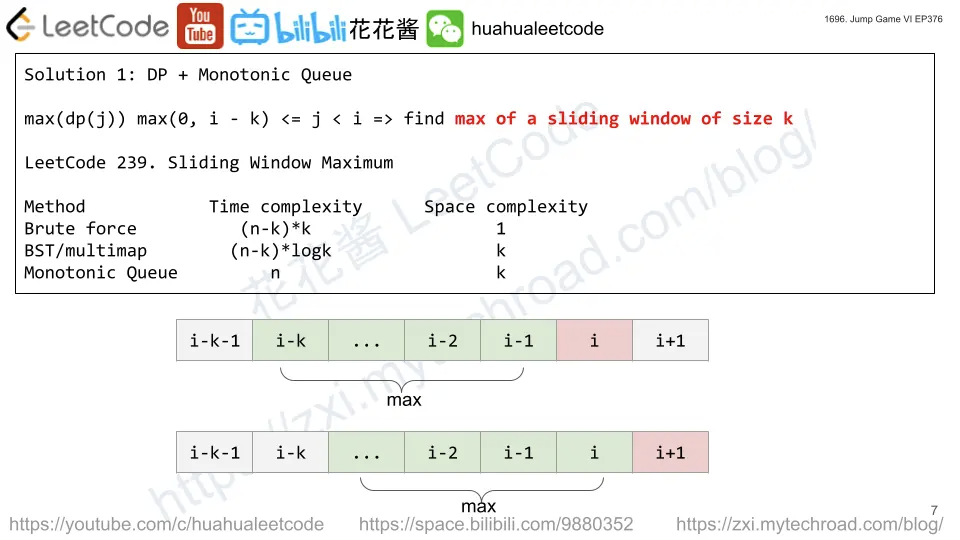 LeetCode You Tube bilibili 花花酱 huahualeetcode
1696. Jump Game VI EP376
Solution 1: DP + Monotonic Queue
max(dp(j)) max(0, i - k) <= j < i => find max of a sliding window of size k
LeetCode 239. Sliding Window Maximum
Method Time complexity Space complexity
Brute force (n-k)*k 1
BST/multimap (n-k)*logk k
Monotonic Queue n k
花花酱 LeetCode
https://zxi.mytechroad.com/blog/
i-k-1 i-k ... i-2 i-1 i i+1
max
i-k-1 i-k ... i-2 i-1 i i+1
max
7
https://youtube.com/c/huahualeetcode https://space.bilibili.com/9880352 https://zxi.mytechroad.com/blog/